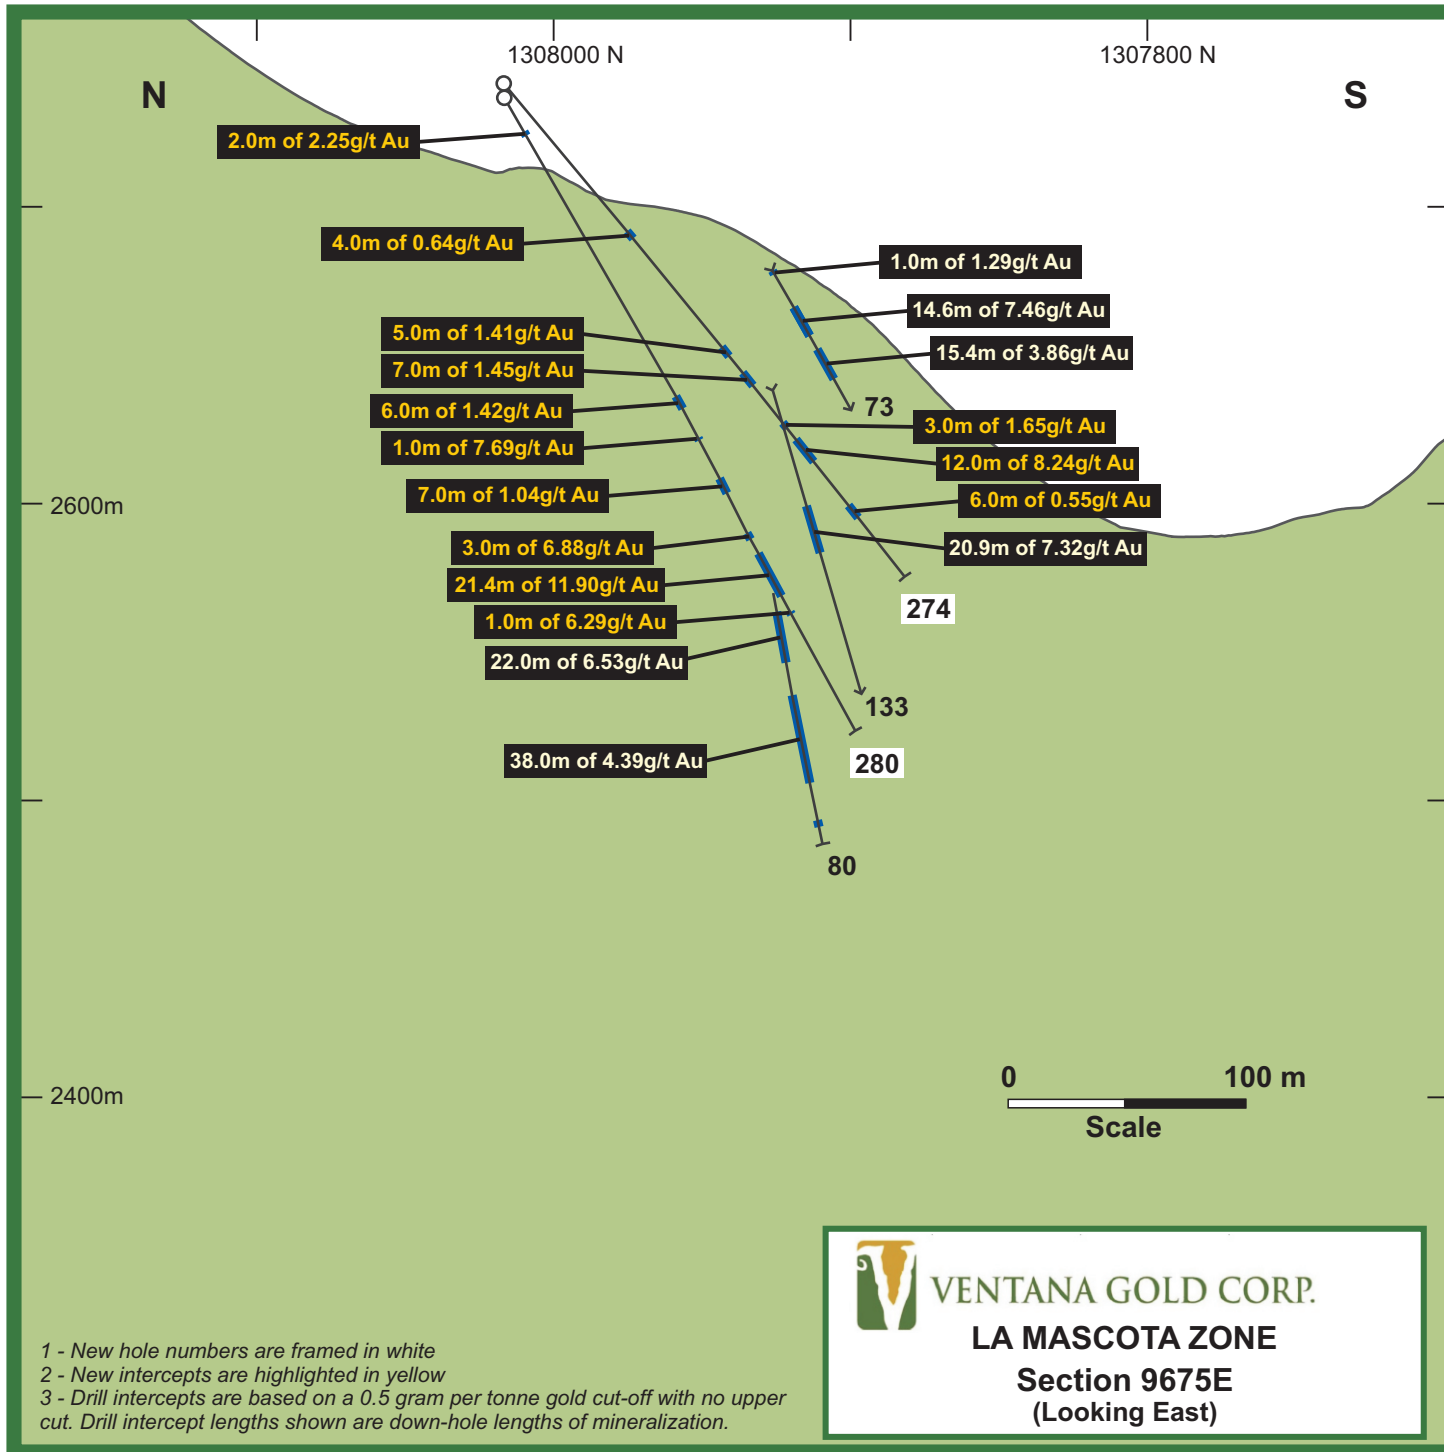 1308000 N
1307800 N
N
S
2.0m of 2.25g/t Au
4.0m of 0.64g/t Au
1.0m of 1.29g/t Au
14.6m of 7.46g/t Au
5.0m of 1.41g/t Au
15.4m of 3.86g/t Au
7.0m of 1.45g/t Au
6.0m of 1.42g/t Au
73
3.0m of 1.65g/t Au
1.0m of 7.69g/t Au
12.0m of 8.24g/t Au
7.0m of 1.04g/t Au
6.0m of 0.55g/t Au
2600m
3.0m of 6.88g/t Au
20.9m of 7.32g/t Au
21.4m of 11.90g/t Au
274
1.0m of 6.29g/t Au
22.0m of 6.53g/t Au
133
38.0m of 4.39g/t Au
280
80
0
100 m
2400m
Scale
VENTANA GOLD CORP.
LA MASCOTA ZONE
Section 9675E
(Looking East)
1 - New hole numbers are framed in white
2 - New intercepts are highlighted in yellow
3 - Drill intercepts are based on a 0.5 gram per tonne gold cut-off with no upper
cut. Drill intercept lengths shown are down-hole lengths of mineralization.